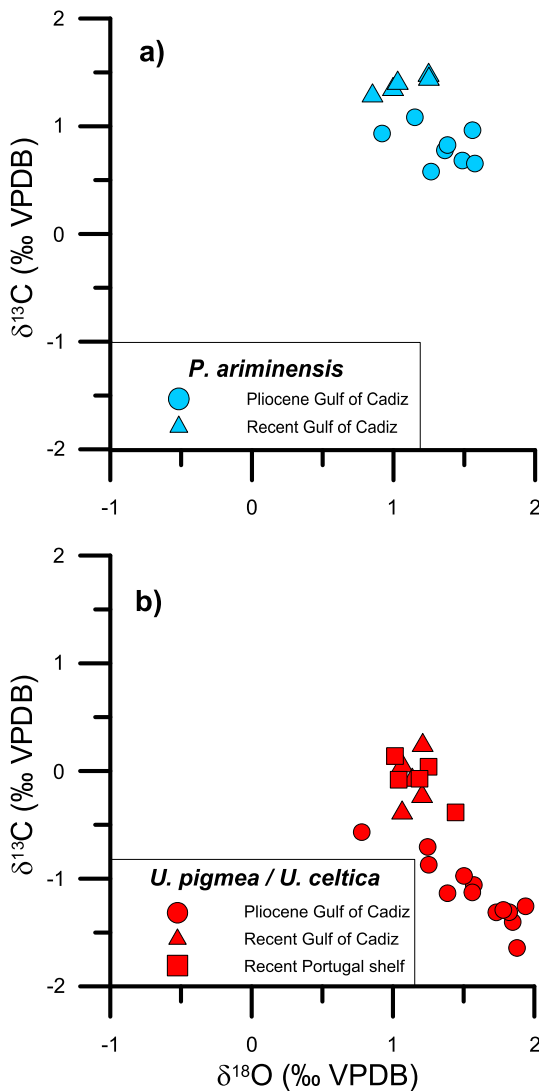 2
a)
1
0
-1
-2
δ13C (‰ VPDB)
P. ariminensis
Pliocene Gulf of Cadiz
Recent Gulf of Cadiz
-1 0 1 2
2
b)
1
0
-1
-2
δ13C (‰ VPDB)
U. pigmea / U. celtica
Pliocene Gulf of Cadiz
Recent Gulf of Cadiz
Recent Portugal shelf
-1 0 1 2
δ18O (‰ VPDB)